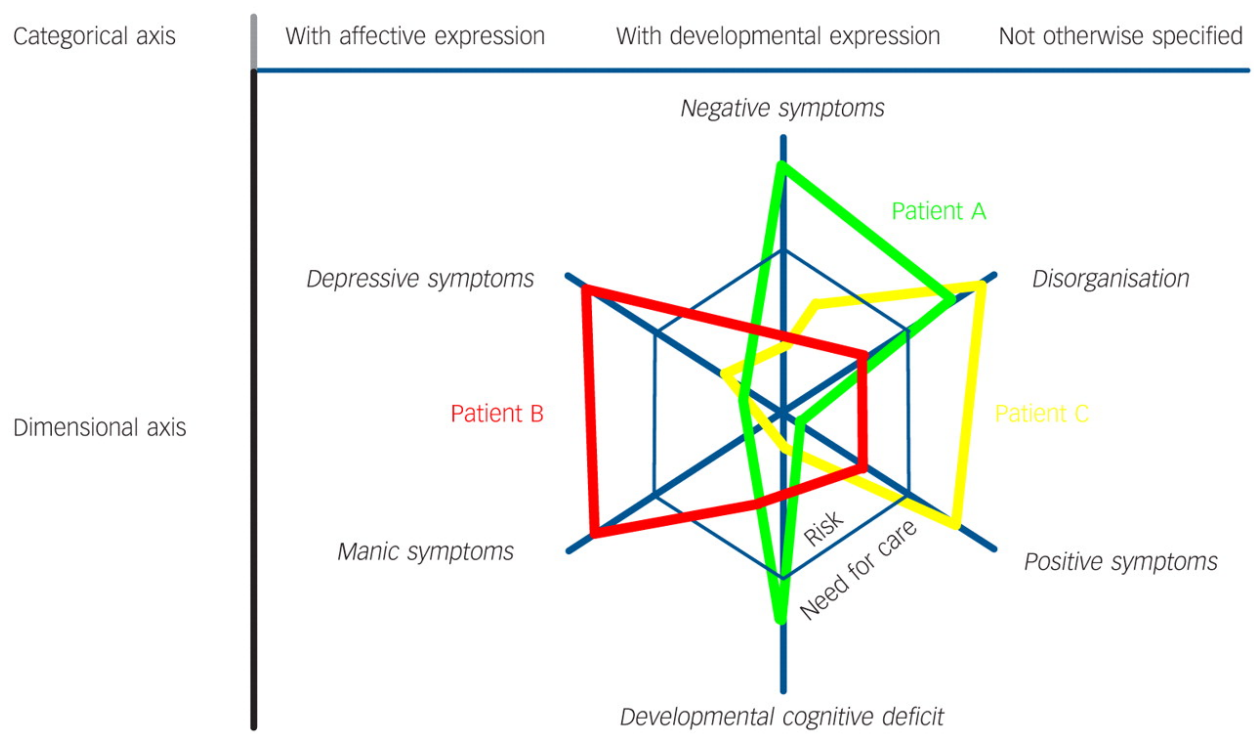 Categorical axis
With affective expression
With developmental expression
Not otherwise specified
Negative symptoms
Patient A
Depressive symptoms
Disorganisation
Patient B
Patient C
Dimensional axis
Risk
Need for care
Manic symptoms
Positive symptoms
Developmental cognitive deficit